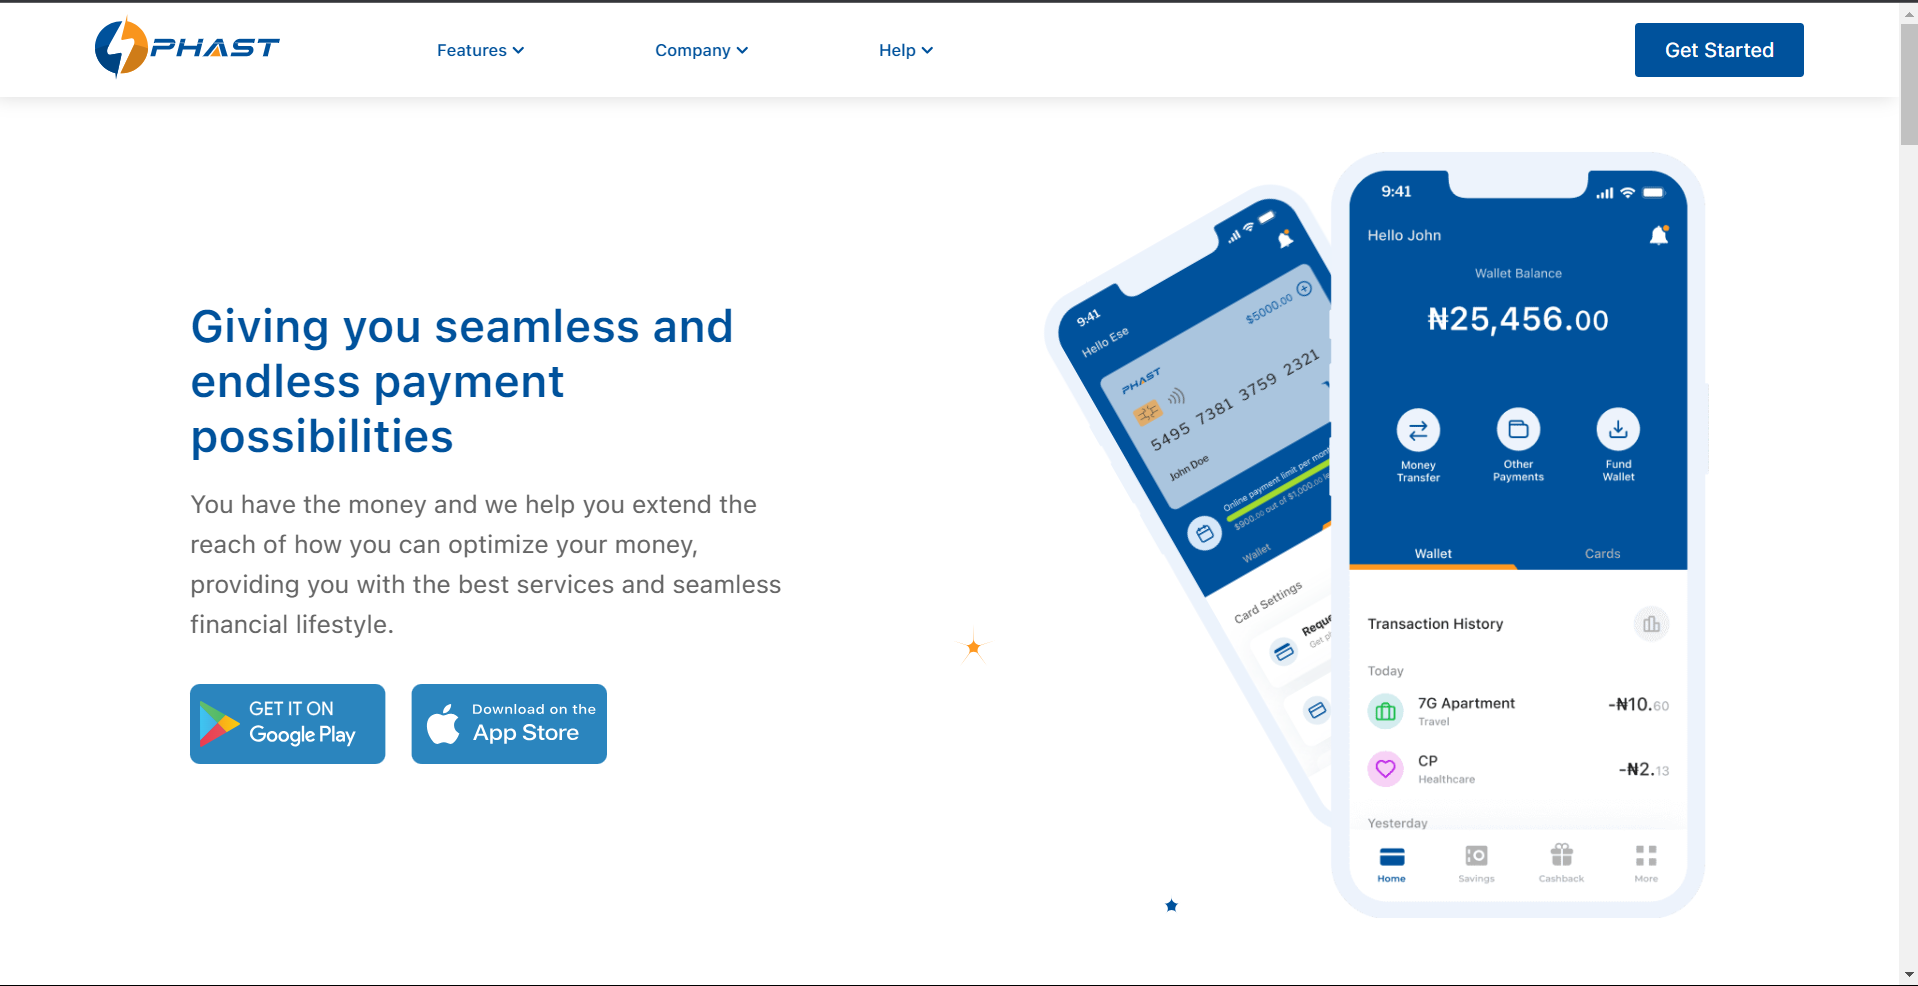 PHAST
Features
Company
Help
Get Started
Giving you seamless and
endless payment
possibilities
You have the money and we help you extend the
reach of how you can optimize your money,
providing you with the best services and seamless
financial lifestyle.
GET IT ON
Google Play
Download on the
App Store
9:41
Hello Ese
$5000.00
PHAST
5495 7381 3759 2321
John Doe
Online payment limit per mont
$900.00 out of $1,000.00 le
Wallet
Card Settings
Reque
Get ph
9:41
Hello John
Wallet Balance
₦25,456.00
Money
Transfer
Other
Payments
Fund
Wallet
Wallet
Cards
Transaction History
Today
7G Apartment
-₦10.60
Travel
CP
-₦2.13
Healthcare
Yesterday
Home
Savings
Cashback
More